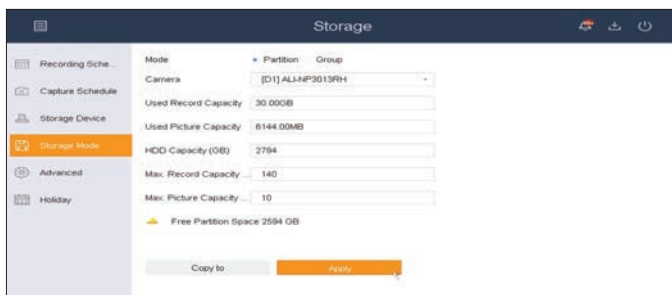 Storage
Recording Sche...
Capture Schedule
Storage Device
Storage Mode
Advanced
Holiday
Mode Partition Group
Camera [D1] ALI-NP3013RH
Used Record Capacity 30.00GB
Used Picture Capacity 6144.00MB
HDD Capacity (GB) 2794
Max. Record Capacity ... 140
Max. Picture Capacity ... 10
Free Partition Space 2594 GB
Copy to Apply